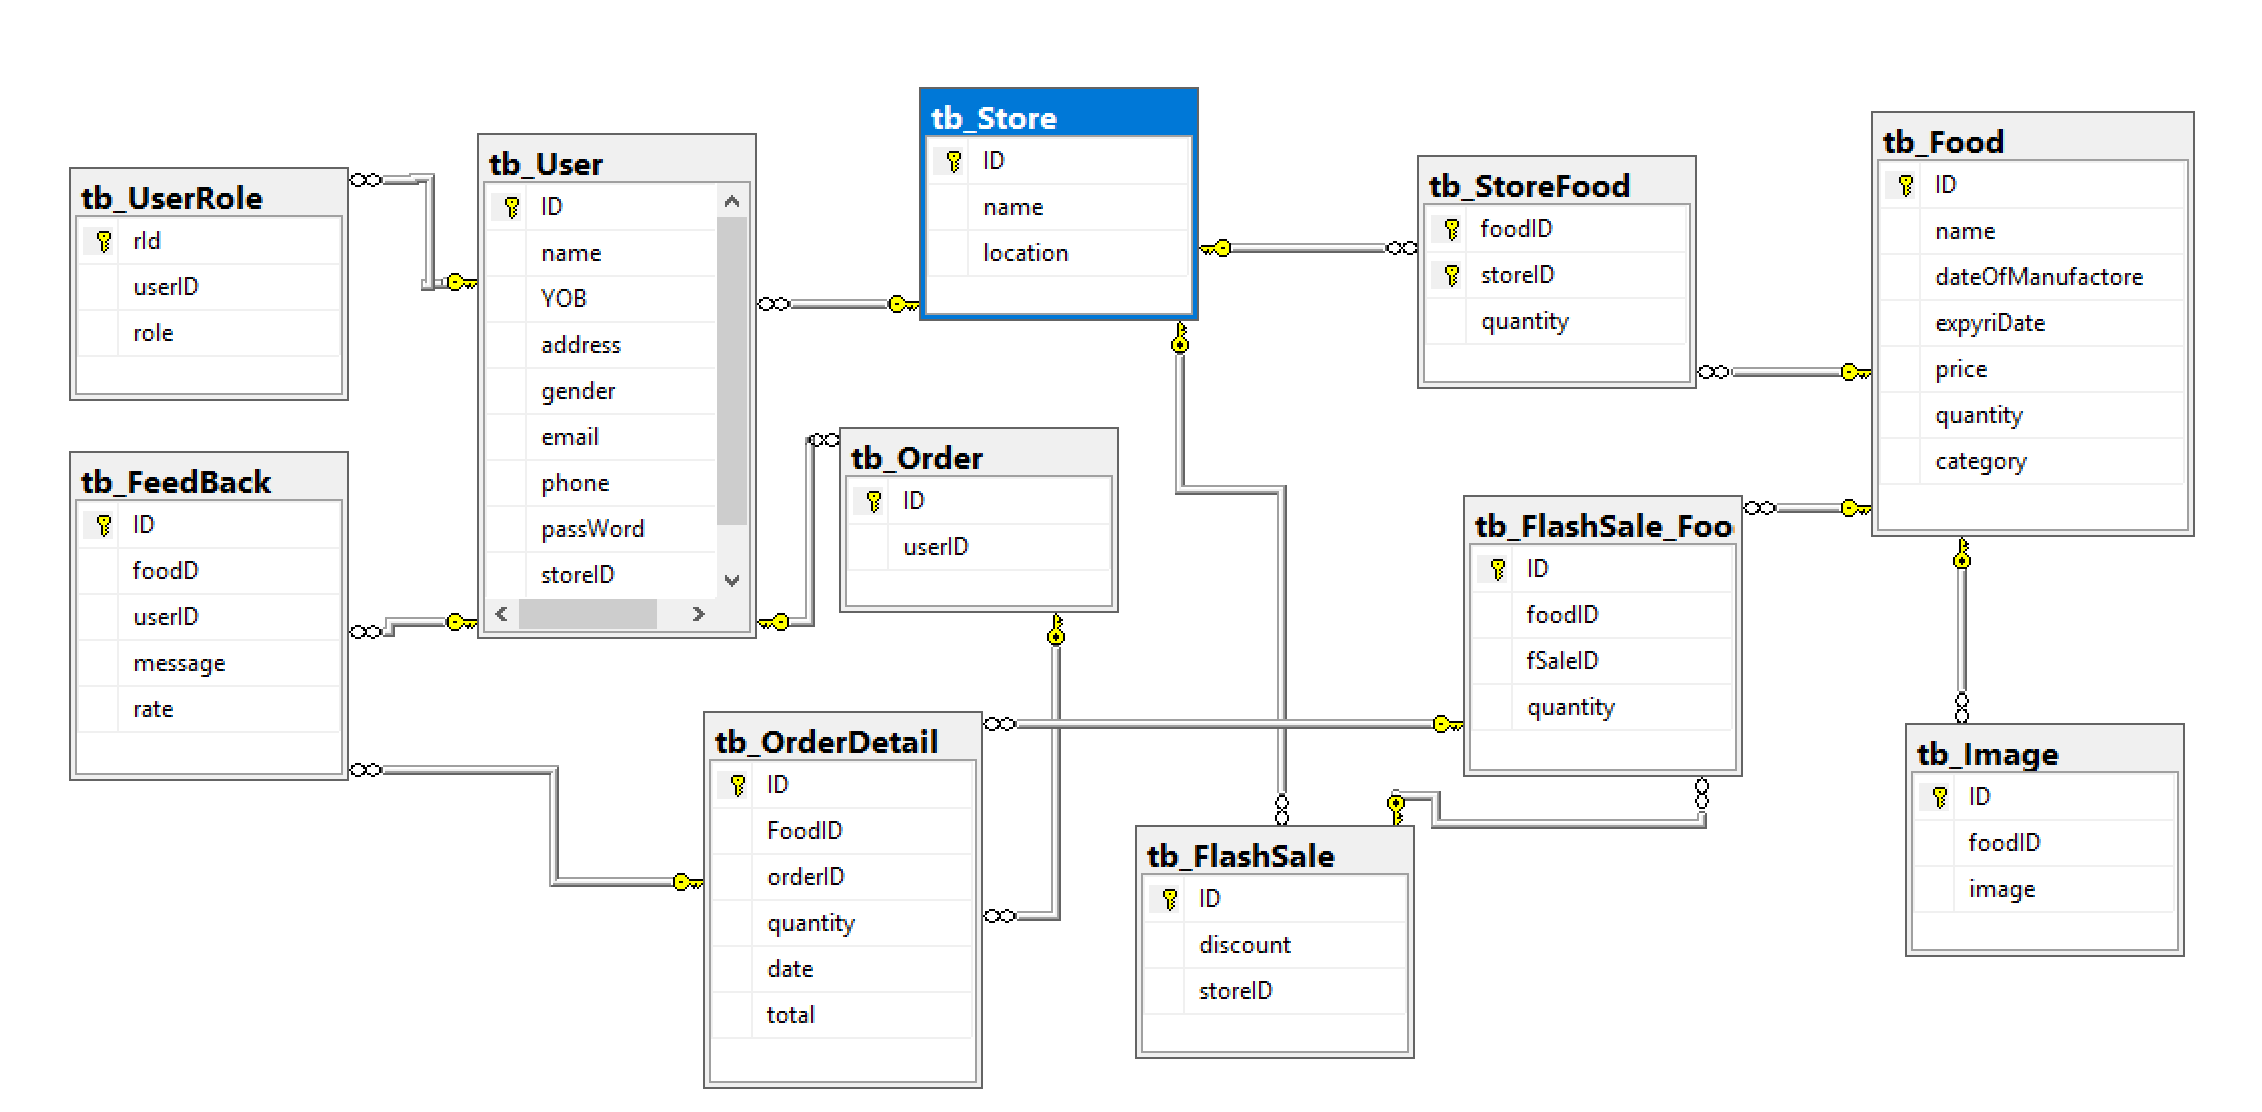 tb_UserRole
rId
userID
role
tb_FeedBack
ID
foodD
userID
message
rate
tb_User
ID
name
YOB
address
gender
email
phone
passWord
storeID
tb_Store
ID
name
location
tb_Order
ID
userID
tb_OrderDetail
ID
FoodID
orderID
quantity
date
total
tb_FlashSale
ID
discount
storeID
tb_StoreFood
foodID
storeID
quantity
tb_FlashSale_Foo
ID
foodID
fSaleID
quantity
tb_Food
ID
name
dateOfManufactore
expyriDate
price
quantity
category
tb_Image
ID
foodID
image